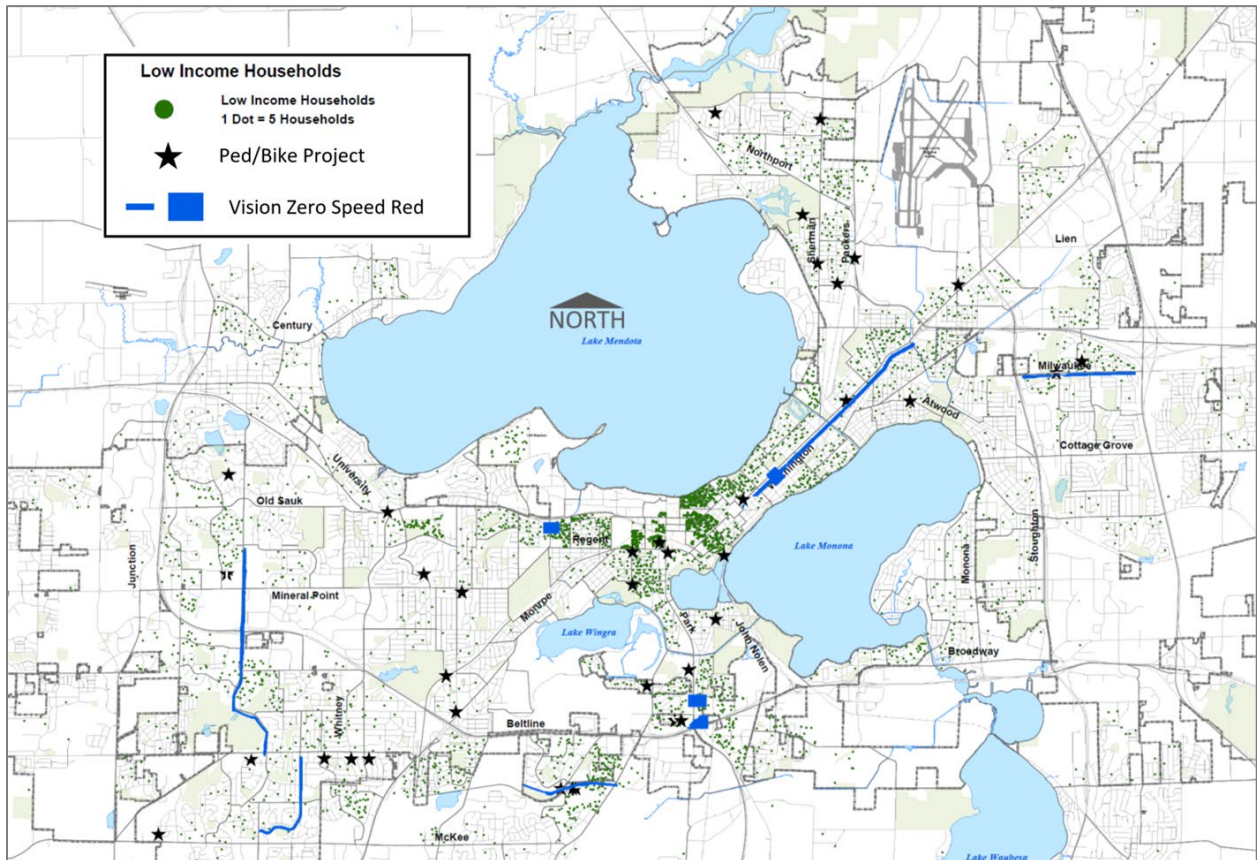 Low Income Households
Low Income Households
1 Dot = 5 Households
Ped/Bike Project
Vision Zero Speed Red
Northport
Sherman
Packers
Lien
NORTH
Lake Mendota
Century
Milwaukee
Atwood
Cottage Grove
University
Old Sauk
Regent
Lake Monona
Junction
Mineral Point
Monroe
Lake Wingra
Park
John Nolen
Monona
Stoughton
Broadway
Whitney
Beltline
McKee
Lake Waubesa